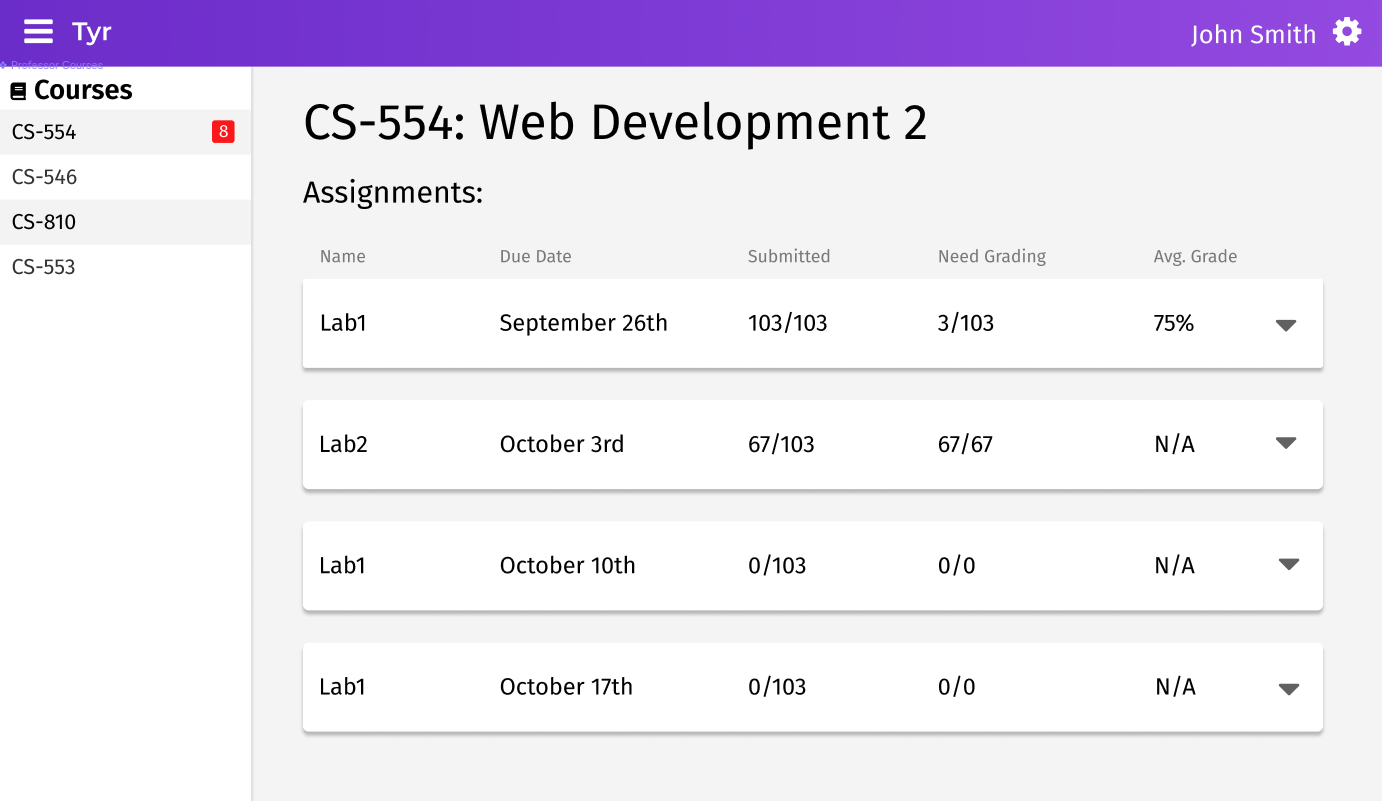 Tyr
John Smith
Professor Courses
Courses
CS-554 8
CS-546
CS-810
CS-553
CS-554: Web Development 2
Assignments:
Name Due Date Submitted Need Grading Avg. Grade
Lab1 September 26th 103/103 3/103 75%
Lab2 October 3rd 67/103 67/67 N/A
Lab1 October 10th 0/103 0/0 N/A
Lab1 October 17th 0/103 0/0 N/A